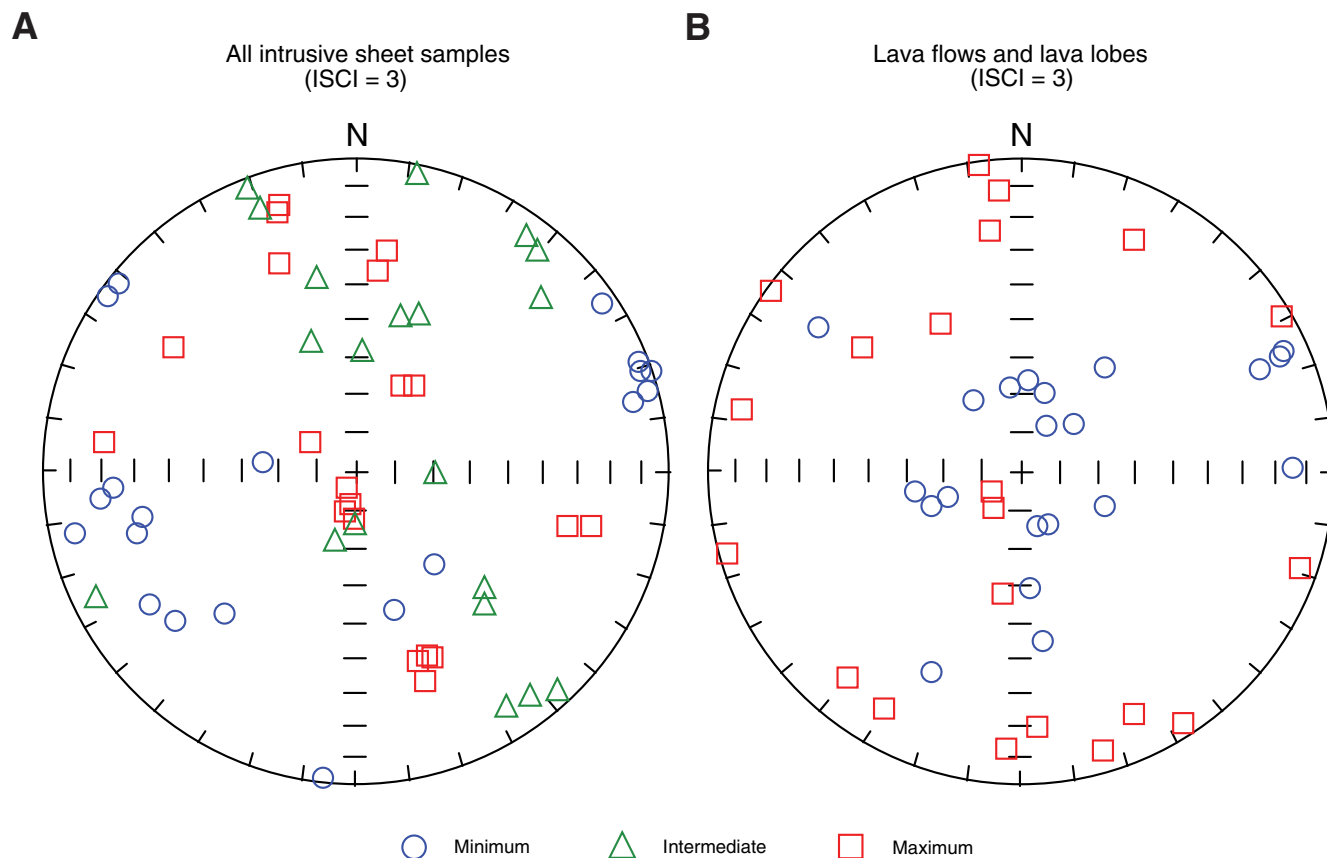 A
All intrusive sheet samples
(ISCI = 3)
N
B
Lava flows and lava lobes
(ISCI = 3)
N
Minimum
Intermediate
Maximum